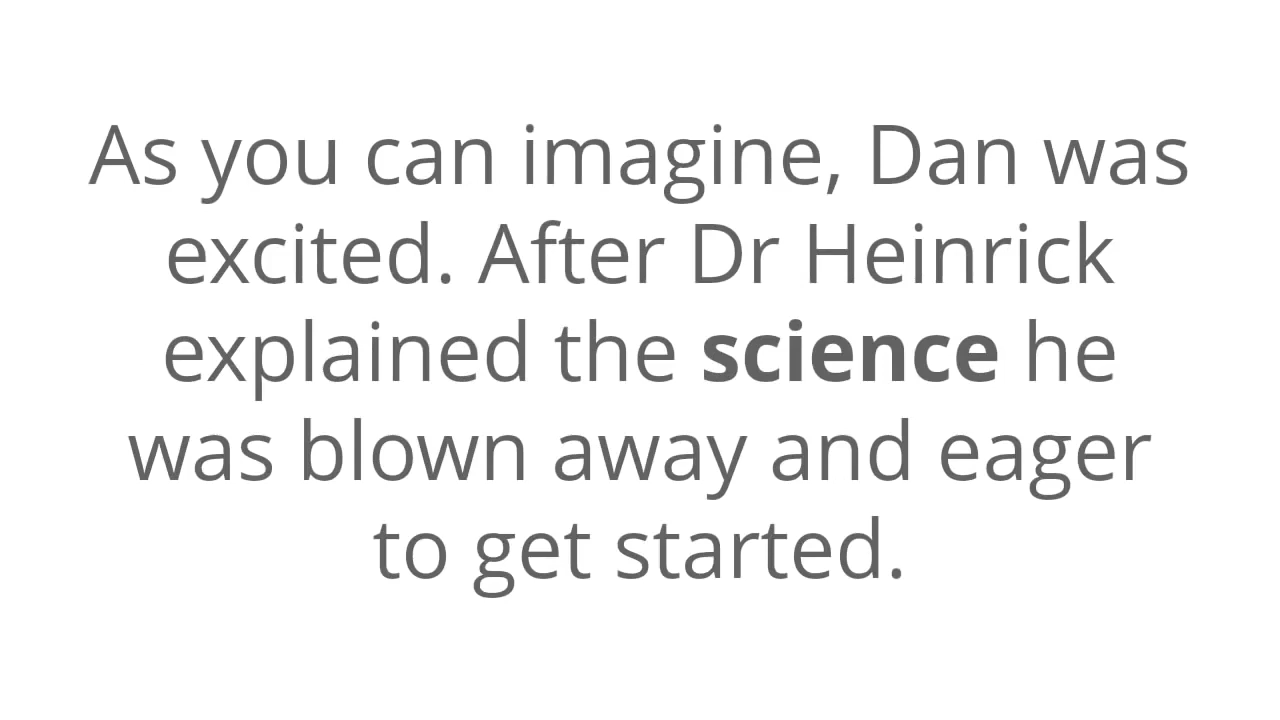 As you can imagine, Dan was
excited. After Dr Heinrick
explained the science he
was blown away and eager
to get started.